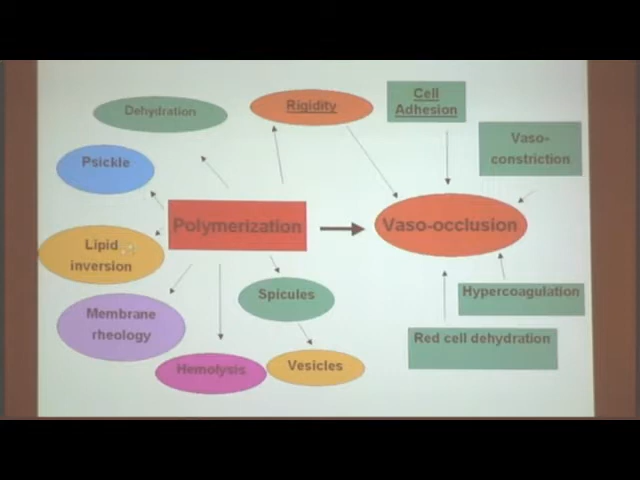 Dehydration
Rigidity
Cell
Adhesion
Vaso-
constriction
Psickle
Polymerization
Vaso-occlusion
Lipid
inversion
Spicules
Hypercoagulation
Membrane
rheology
Red cell dehydration
Hemolysis
Vesicles